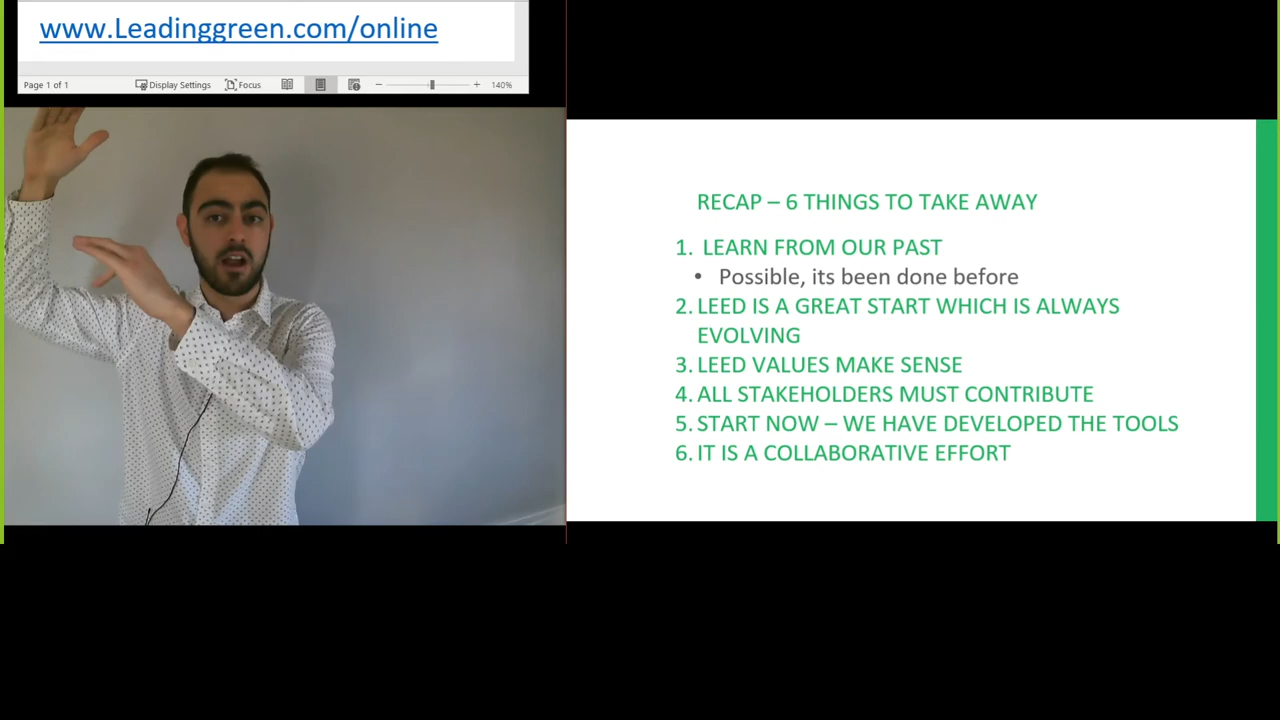 www.Leadinggreen.com/online
Page 1 of 1 Display Settings Focus 140%
RECAP – 6 THINGS TO TAKE AWAY
1. LEARN FROM OUR PAST
• Possible, its been done before
2. LEED IS A GREAT START WHICH IS ALWAYS
EVOLVING
3. LEED VALUES MAKE SENSE
4. ALL STAKEHOLDERS MUST CONTRIBUTE
5. START NOW – WE HAVE DEVELOPED THE TOOLS
6. IT IS A COLLABORATIVE EFFORT